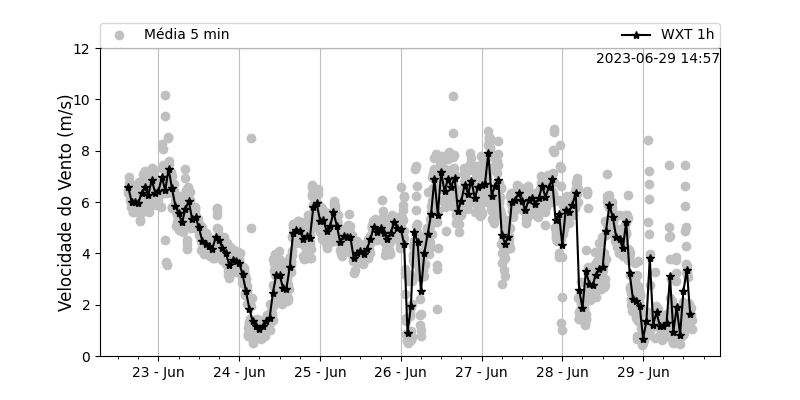 Média 5 min
WXT 1h
2023-06-29 14:57
Velocidade do Vento (m/s)
12
10
8
6
4
2
0
23 - Jun
24 - Jun
25 - Jun
26 - Jun
27 - Jun
28 - Jun
29 - Jun